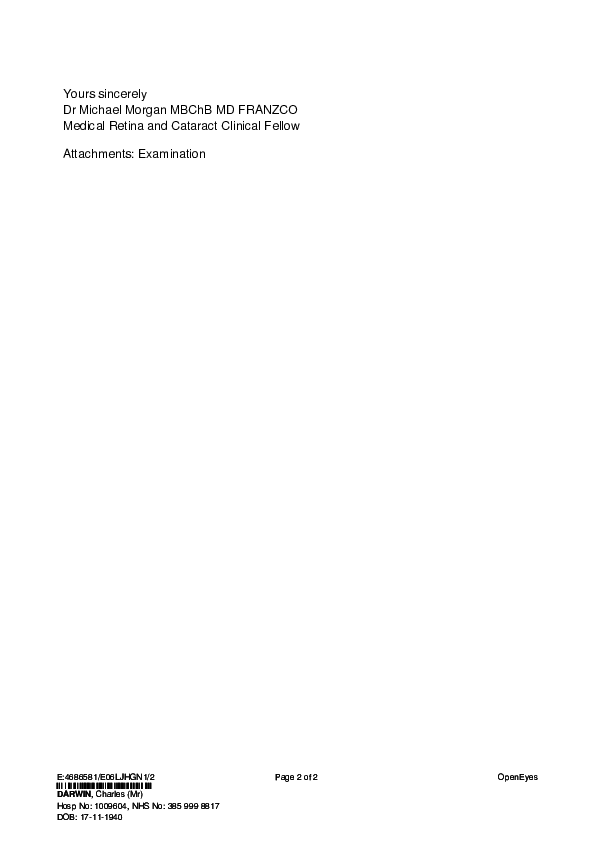 Yours sincerely
Dr Michael Morgan MBChB MD FRANZCO
Medical Retina and Cataract Clinical Fellow
Attachments: Examination
E:4686581/E06LJHGN1/2 Page 2 of 2 OpenEyes
DARWIN, Charles (Mr)
Hosp No: 1009604, NHS No: 385 999 8817
DOB: 17-11-1940